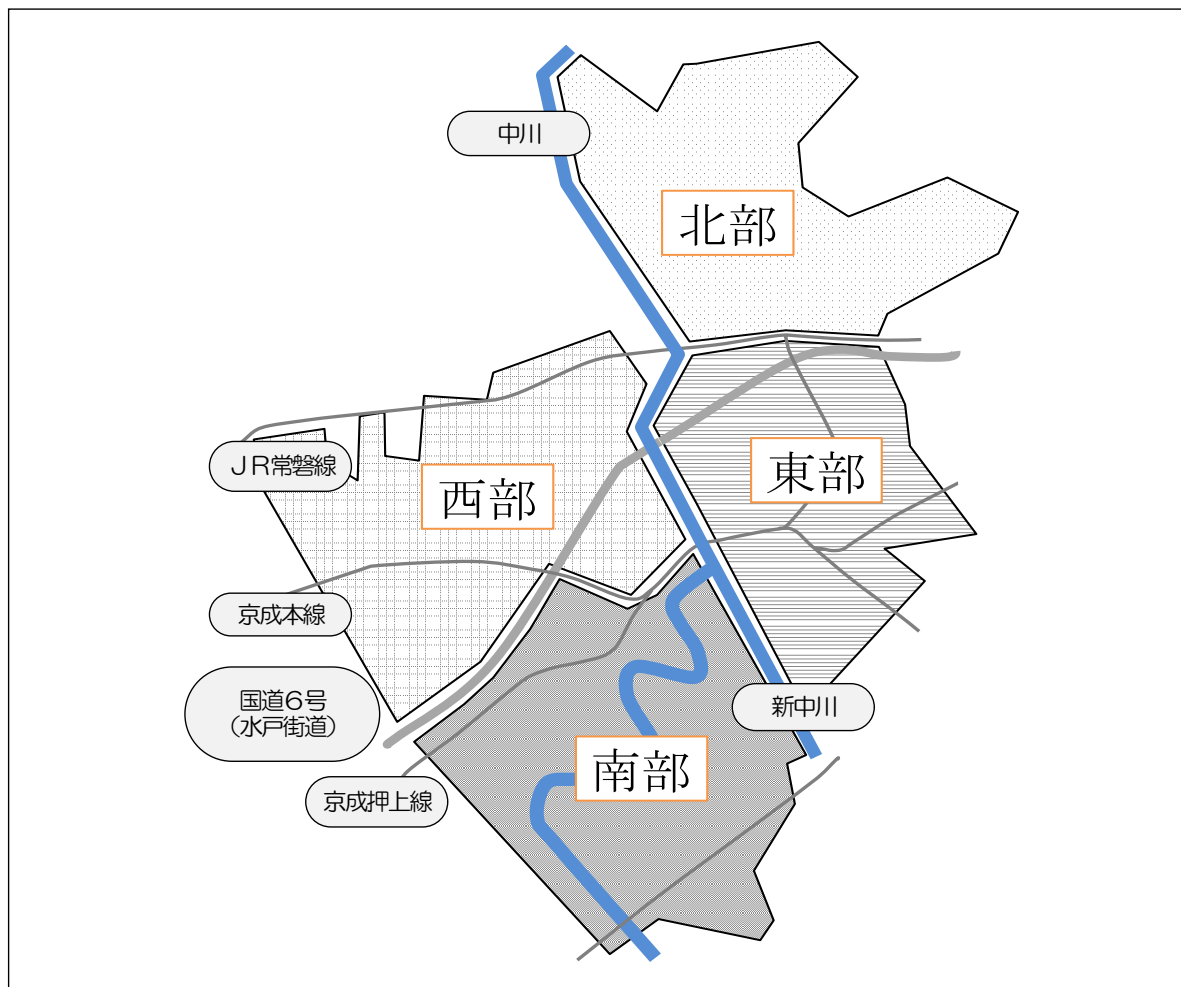 中川
北部
JR常磐線
西部
東部
京成本線
国道6号
(水戸街道)
新中川
南部
京成押上線